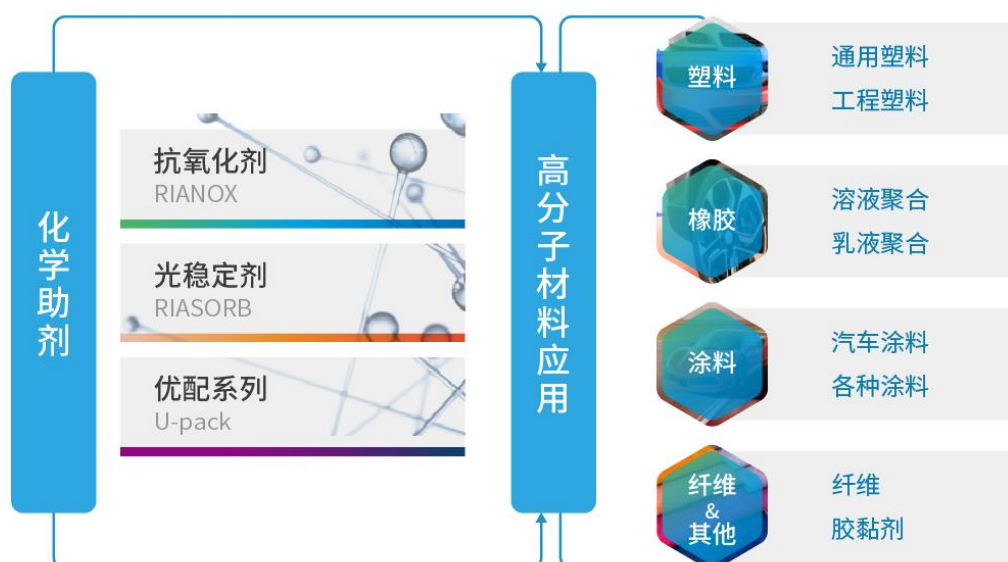 化学助剂
抗氧化剂
RIANOX
光稳定剂
RIASORB
优配系列
U-pack
高分子材料应用
塑料
通用塑料
工程塑料
橡胶
溶液聚合
乳液聚合
涂料
汽车涂料
各种涂料
纤维
&
其他
纤维
胶黏剂